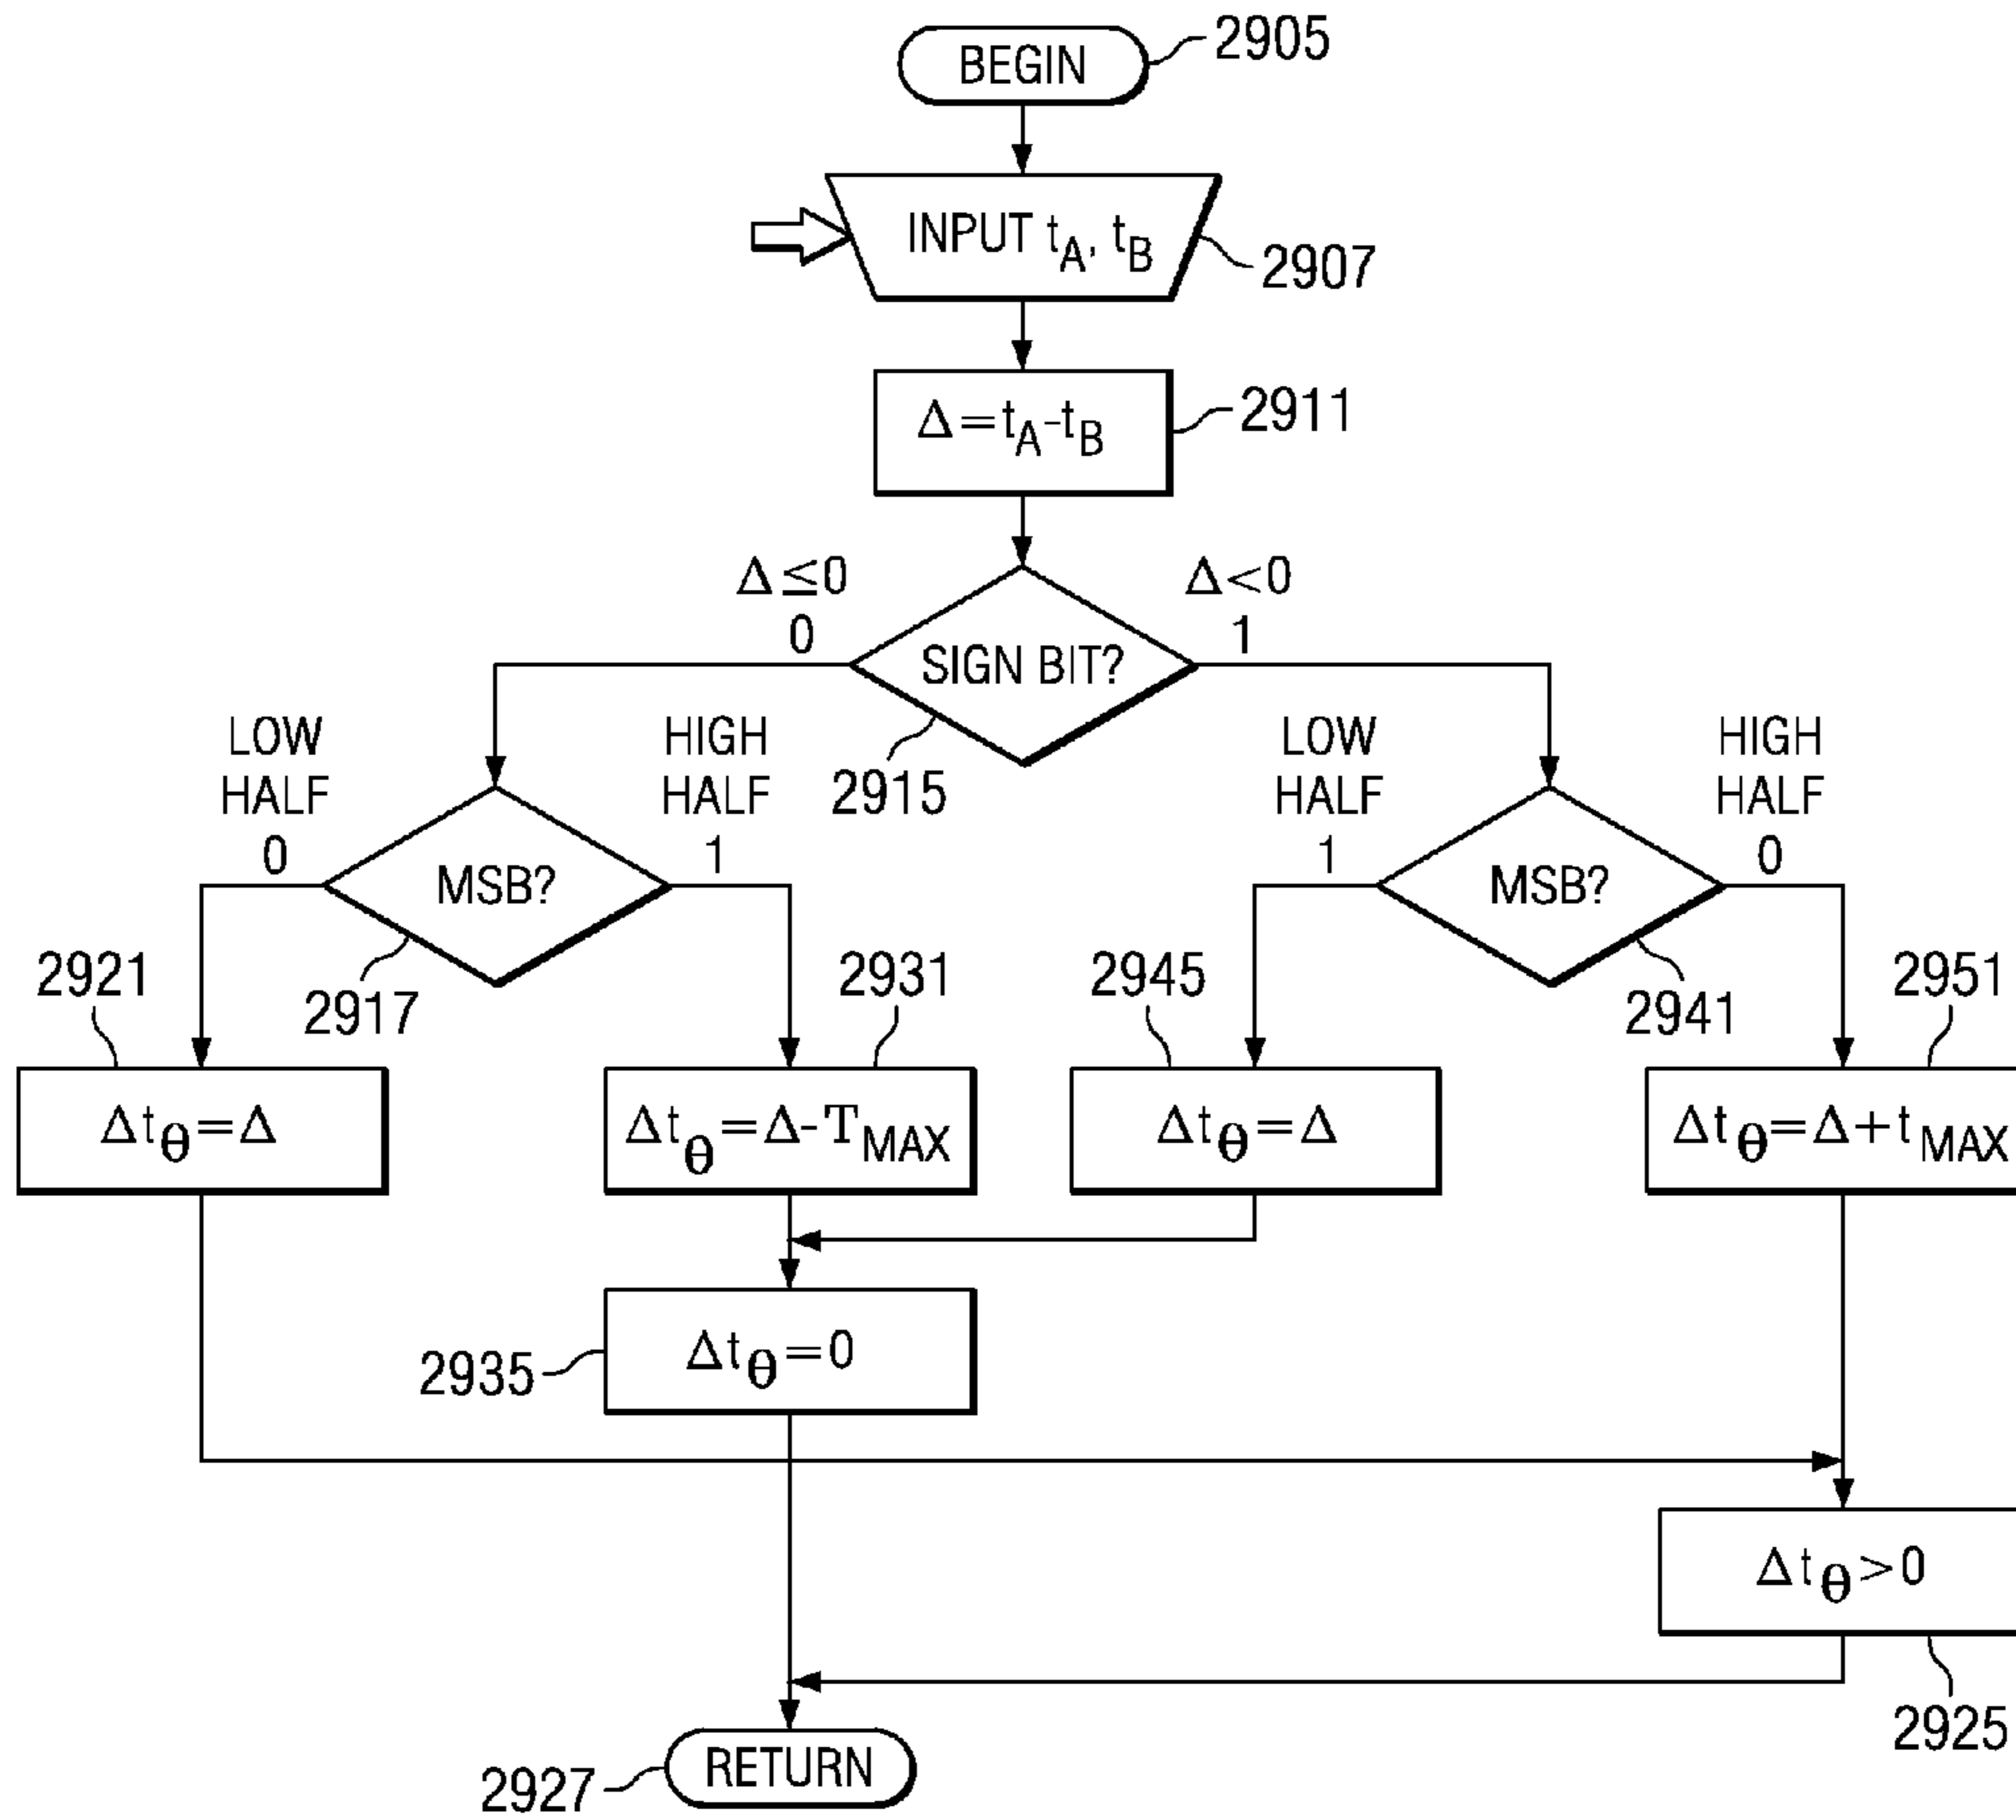 BEGIN
2905
INPUT tA, tB
2907
Δ=tA-tB
2911
Δ≤0
0
Δ<0
1
SIGN BIT?
2915
LOW
HALF
0
HIGH
HALF
1
MSB?
2917
LOW
HALF
1
HIGH
HALF
0
MSB?
2941
2921
Δtθ=Δ
2931
Δtθ=Δ-TMAX
2945
Δtθ=Δ
2951
Δtθ=Δ+tMAX
2935
Δtθ=0
Δtθ>0
2925
2927
RETURN